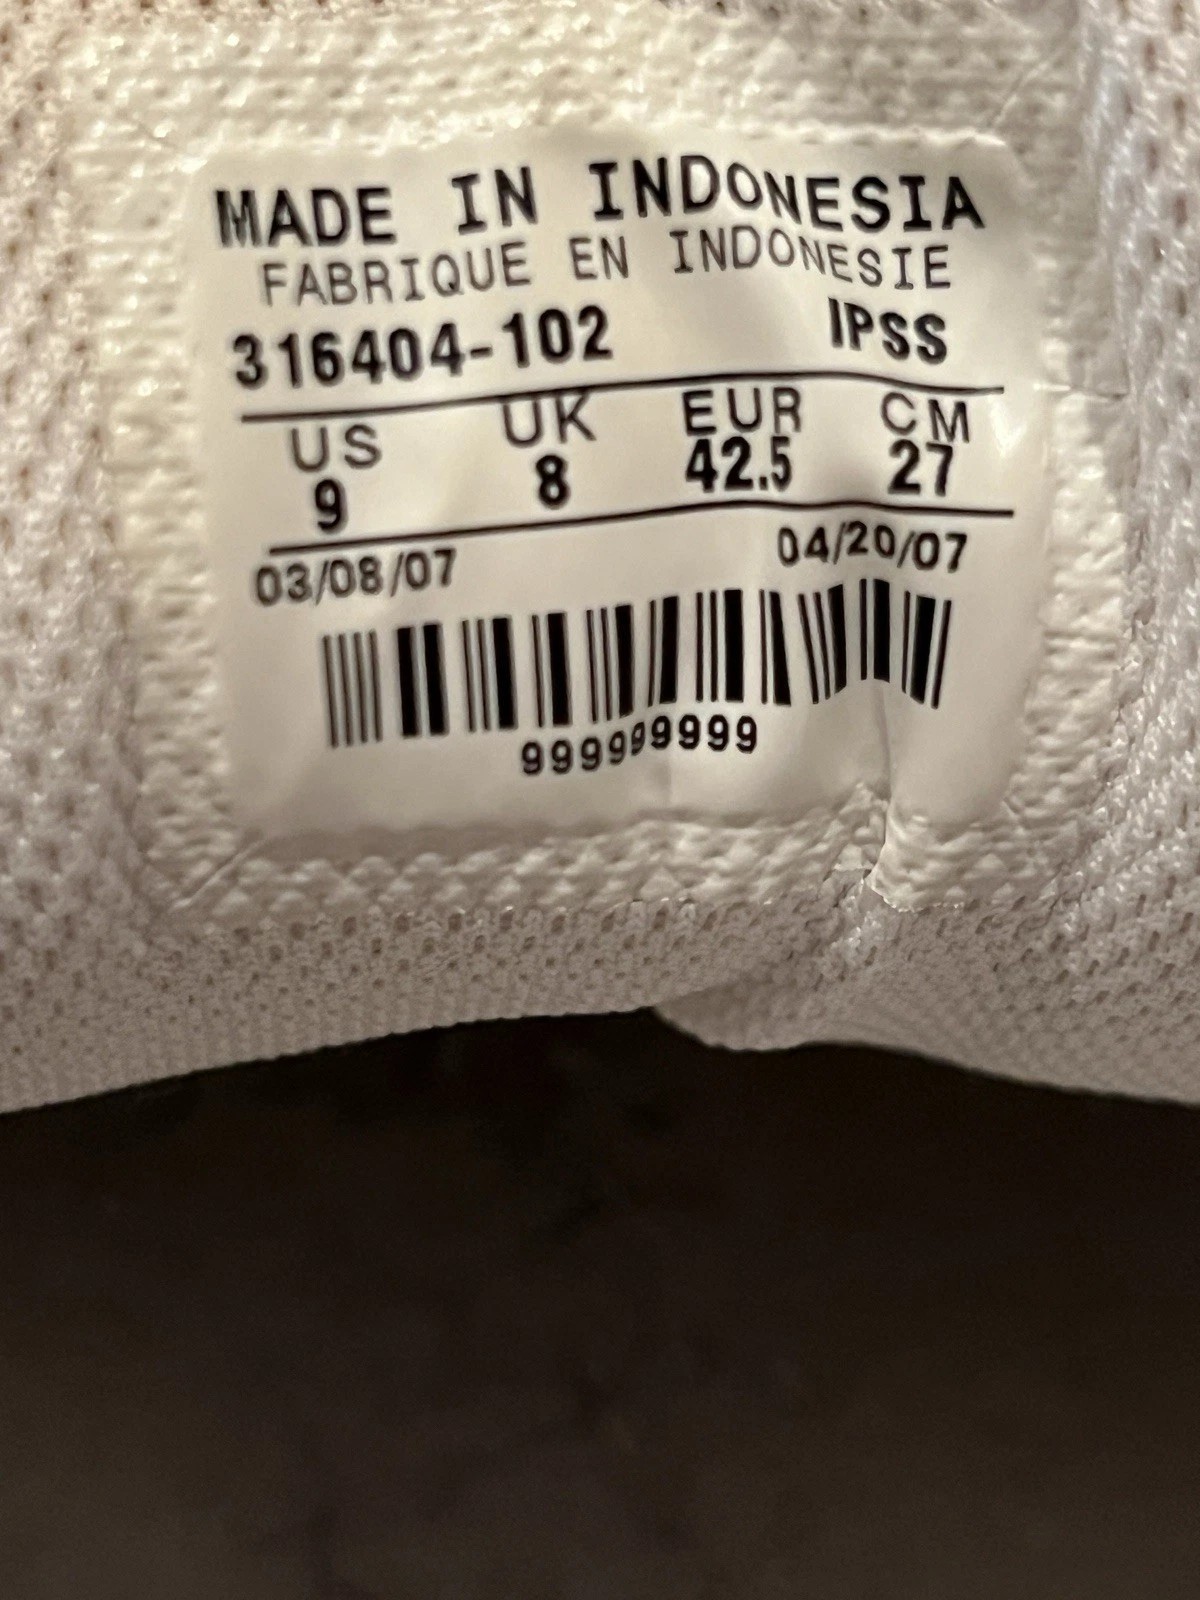 MADE IN INDONESIA
FABRIQUE EN INDONESIE
316404-102 IPSS
US UK EUR CM
9 8 42.5 27
03/08/07 04/20/07
999999999